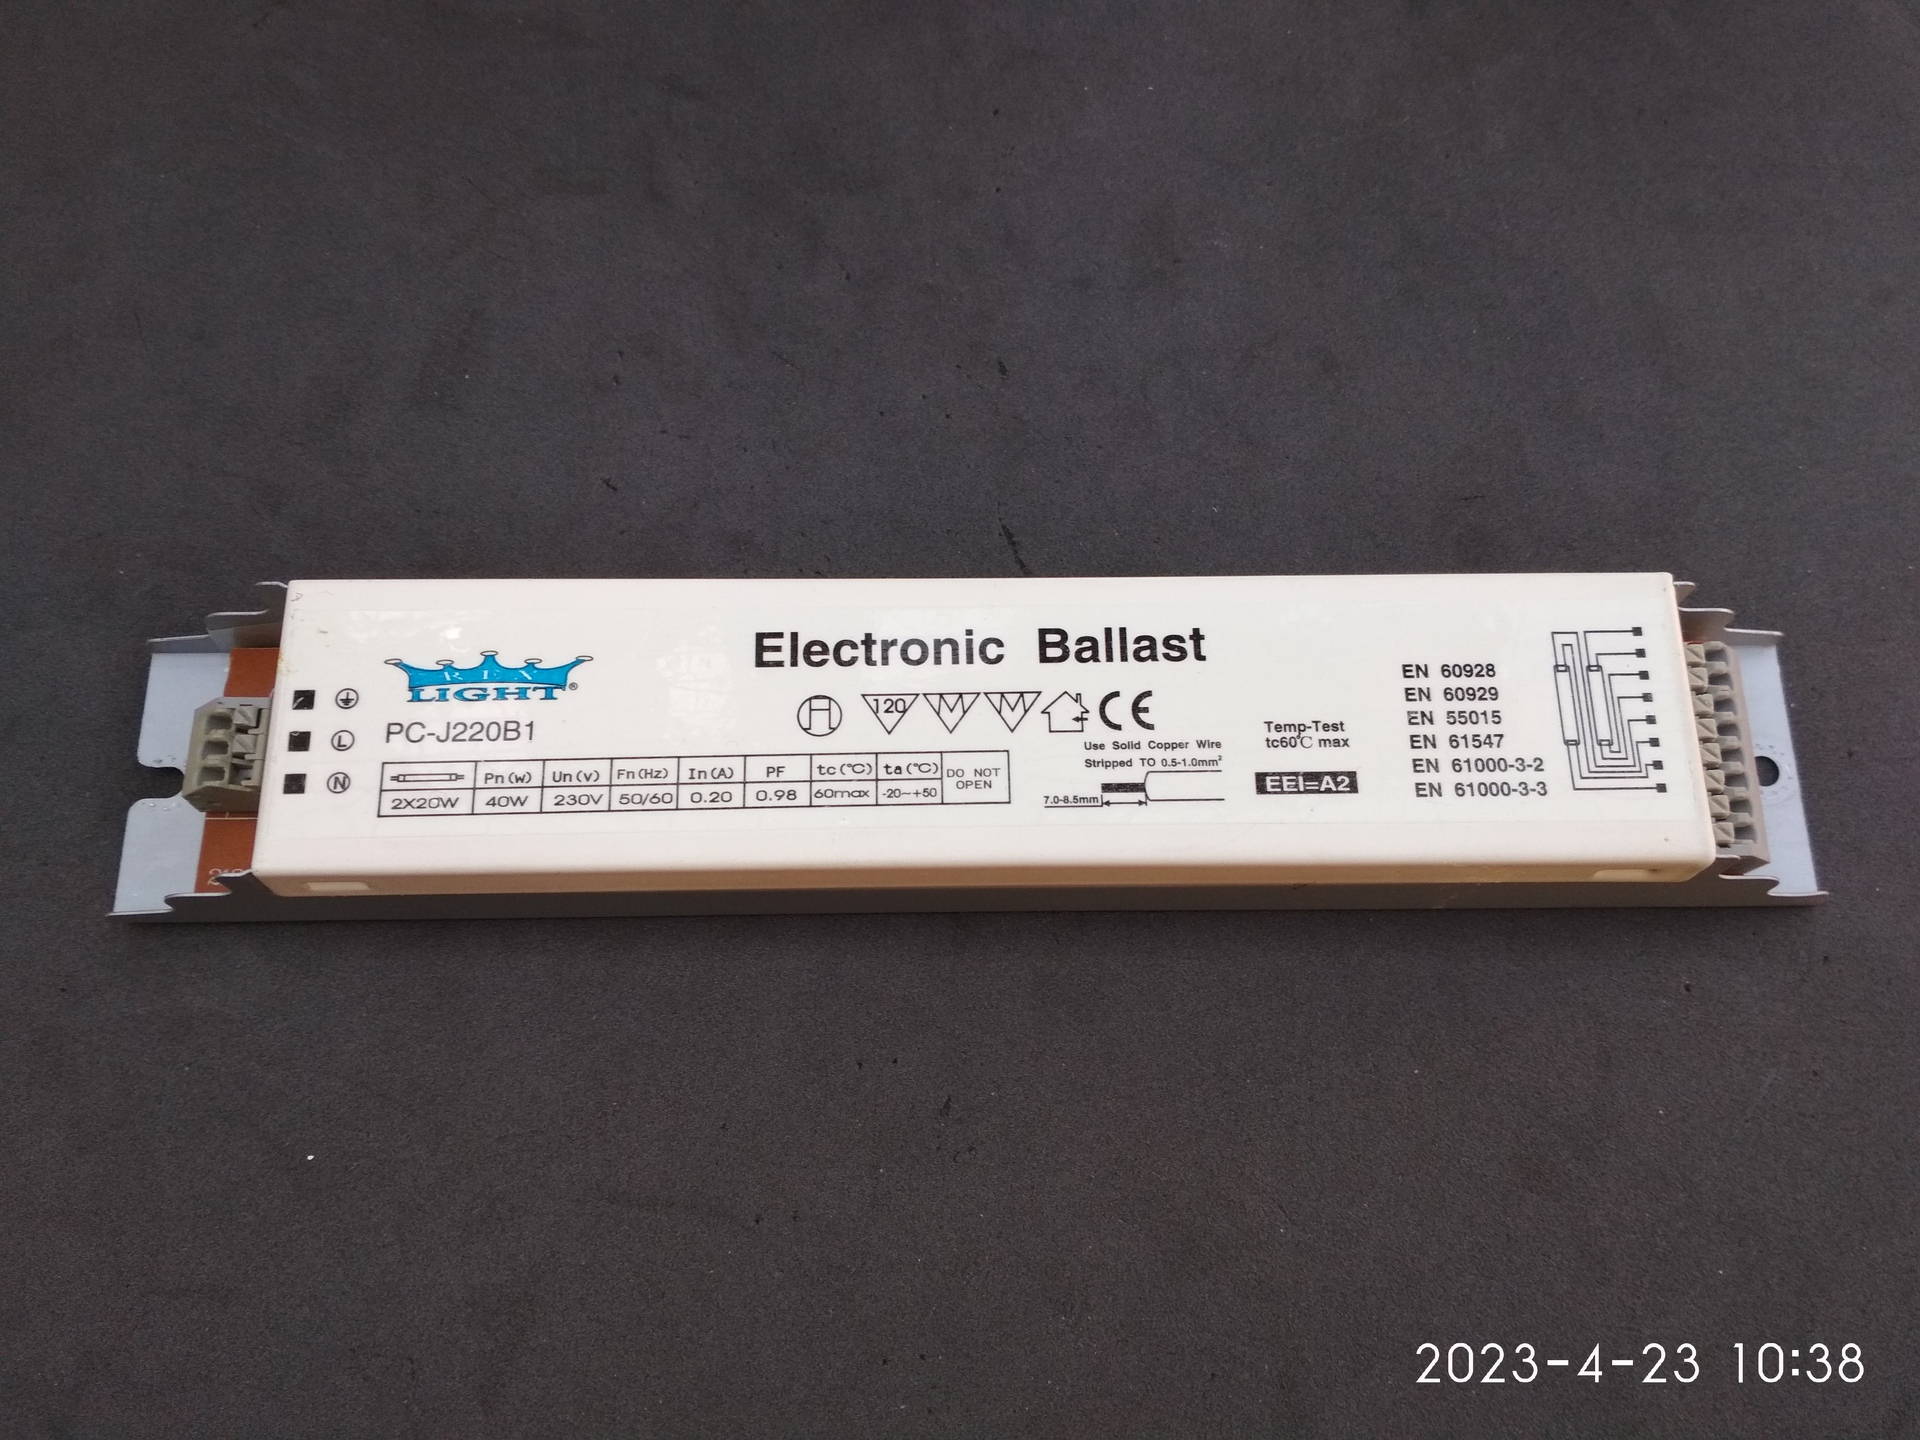 Electronic Ballast
LIGHT®
PC-J220B1
L
N
120
M
M
CE
Pn (w) Un (v) Fn (Hz) In (A) PF tc (℃) ta (℃) DO NOT OPEN
2X20W 40W 230V 50/60 0.20 0.98 60max -20~+50
Use Solid Copper Wire
Stripped TO 0.5-1.0mm²
7.0-8.5mm
Temp-Test
tc60℃ max
EEI=A2
EN 60928
EN 60929
EN 55015
EN 61547
EN 61000-3-2
EN 61000-3-3
2023-4-23 10:38